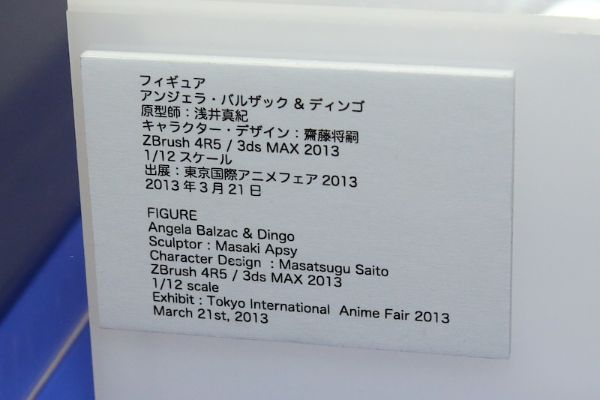 フィギュア
アンジェラ・バルザック & ディンゴ
原型師：浅井真紀
キャラクター・デザイン：齋藤将嗣
ZBrush 4R5 / 3ds MAX 2013
1/12 スケール
出展：東京国際アニメフェア 2013
2013 年 3 月 21 日
FIGURE
Angela Balzac & Dingo
Sculptor : Masaki Apsy
Character Design : Masatsugu Saito
ZBrush 4R5 / 3ds MAX 2013
1/12 scale
Exhibit : Tokyo International Anime Fair 2013
March 21st, 2013